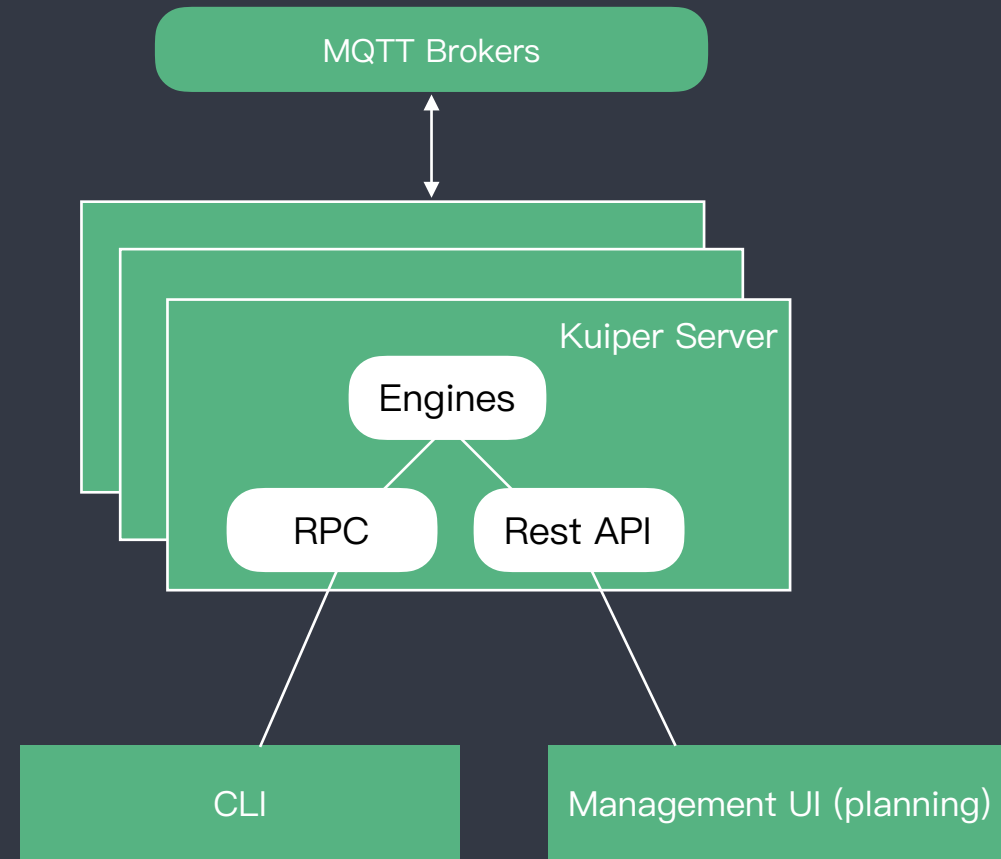 MQTT Brokers
Kuiper Server
Engines
RPC
Rest API
CLI
Management UI (planning)